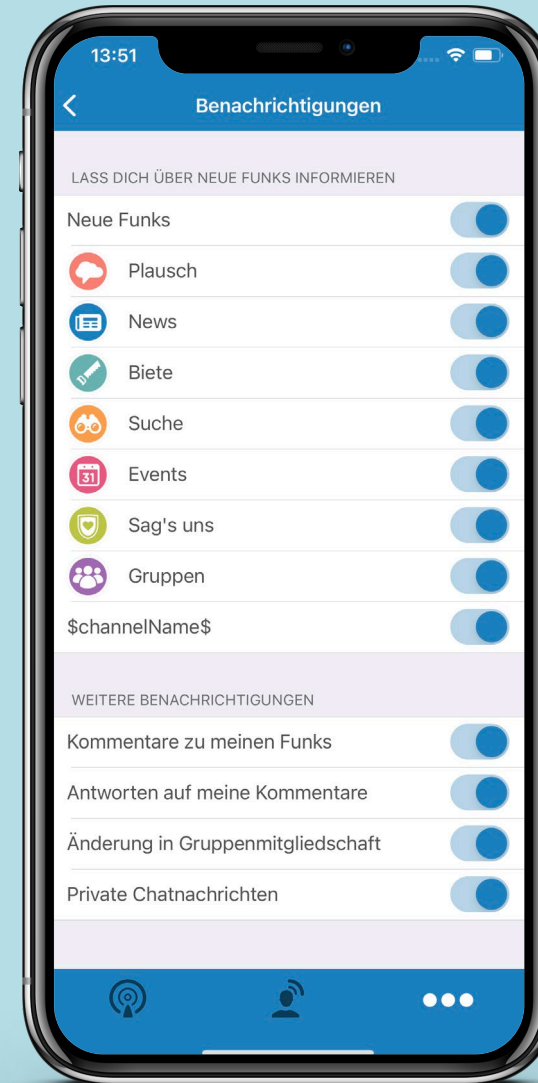 13:51
Benachrichtigungen
LASS DICH ÜBER NEUE FUNKS INFORMIEREN
Neue Funks
Plausch
News
Biete
Suche
31
Events
Sag's uns
Gruppen
$channelName$
WEITERE BENACHRICHTIGUNGEN
Kommentare zu meinen Funks
Antworten auf meine Kommentare
Änderung in Gruppenmitgliedschaft
Private Chatnachrichten